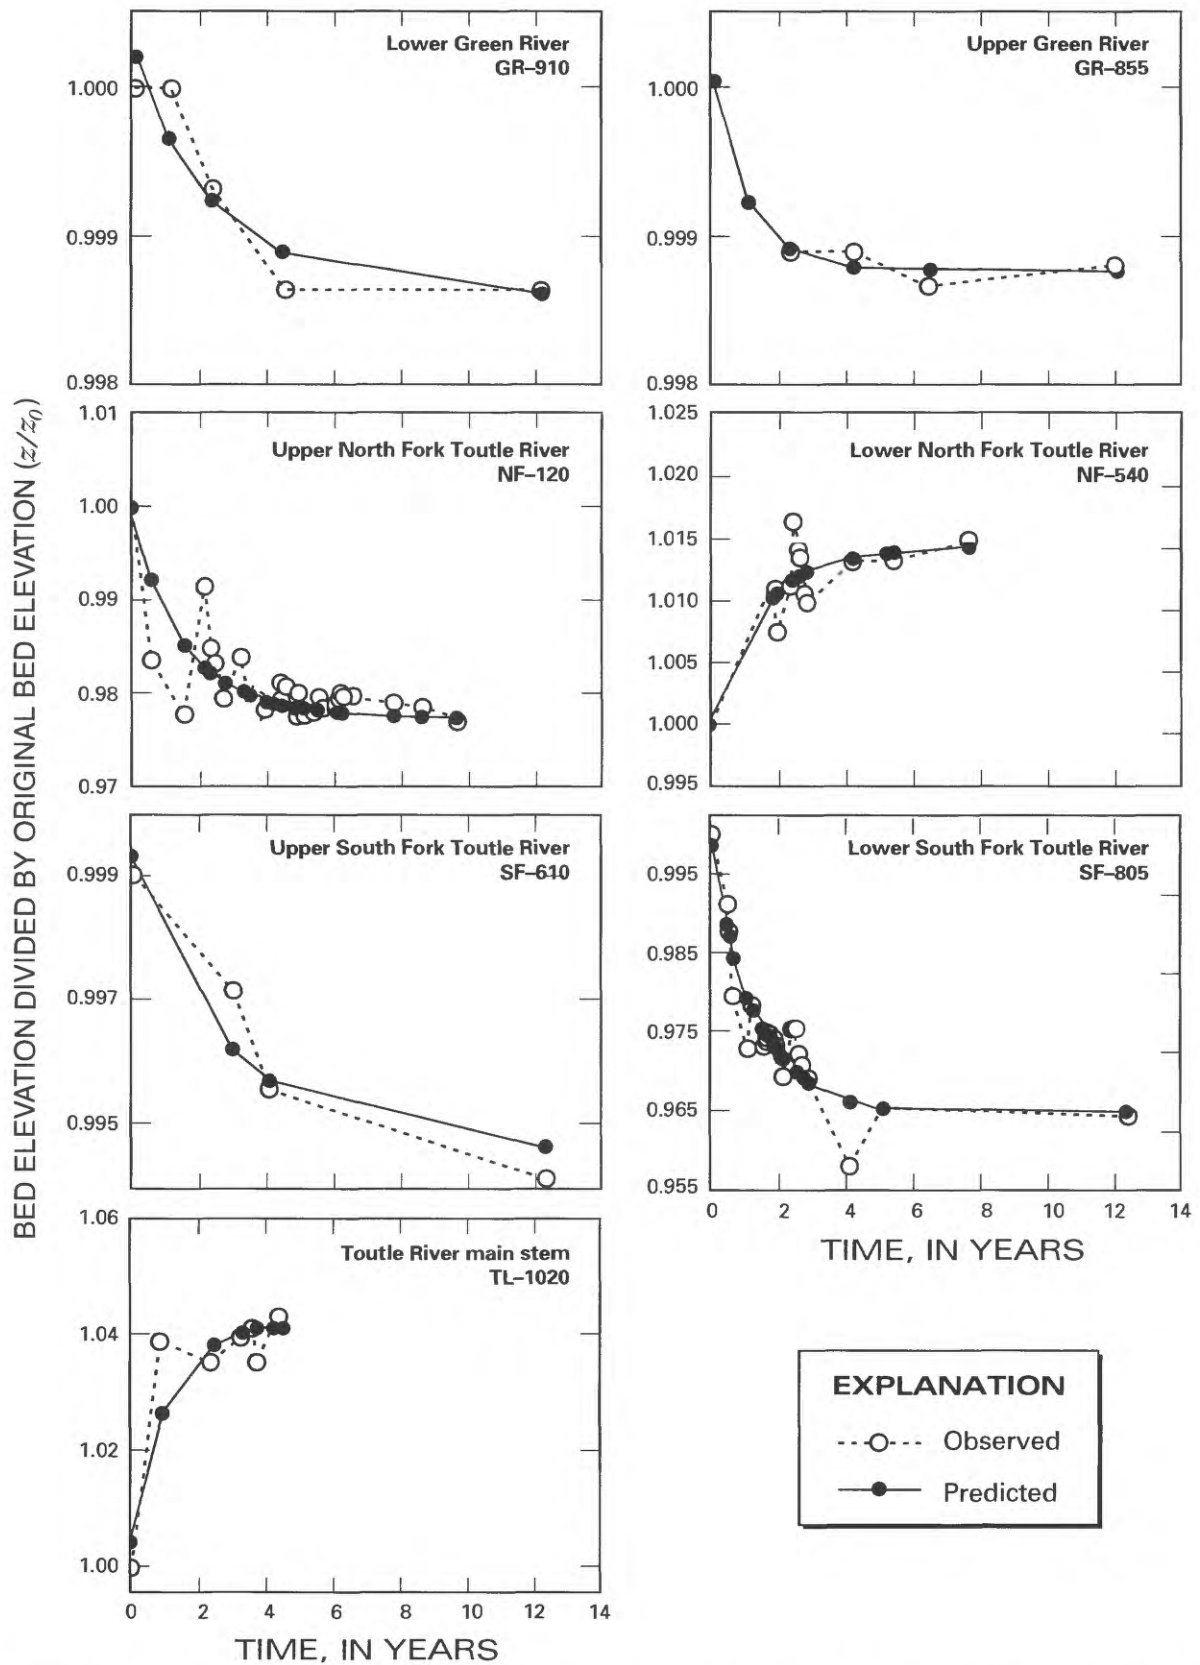 BED ELEVATION DIVIDED BY ORIGINAL BED ELEVATION (z/z0)
Lower Green River
GR–910
1.000
0.999
0.998
Upper Green River
GR–855
1.000
0.999
0.998
Upper North Fork Toutle River
NF–120
1.01
1.00
0.99
0.98
0.97
Lower North Fork Toutle River
NF–540
1.025
1.020
1.015
1.010
1.005
1.000
0.995
Upper South Fork Toutle River
SF–610
0.999
0.997
0.995
Lower South Fork Toutle River
SF–805
0.995
0.985
0.975
0.965
0.955
0 2 4 6 8 10 12 14
TIME, IN YEARS
Toutle River main stem
TL–1020
1.06
1.04
1.02
1.00
0 2 4 6 8 10 12 14
TIME, IN YEARS
EXPLANATION
Observed
Predicted